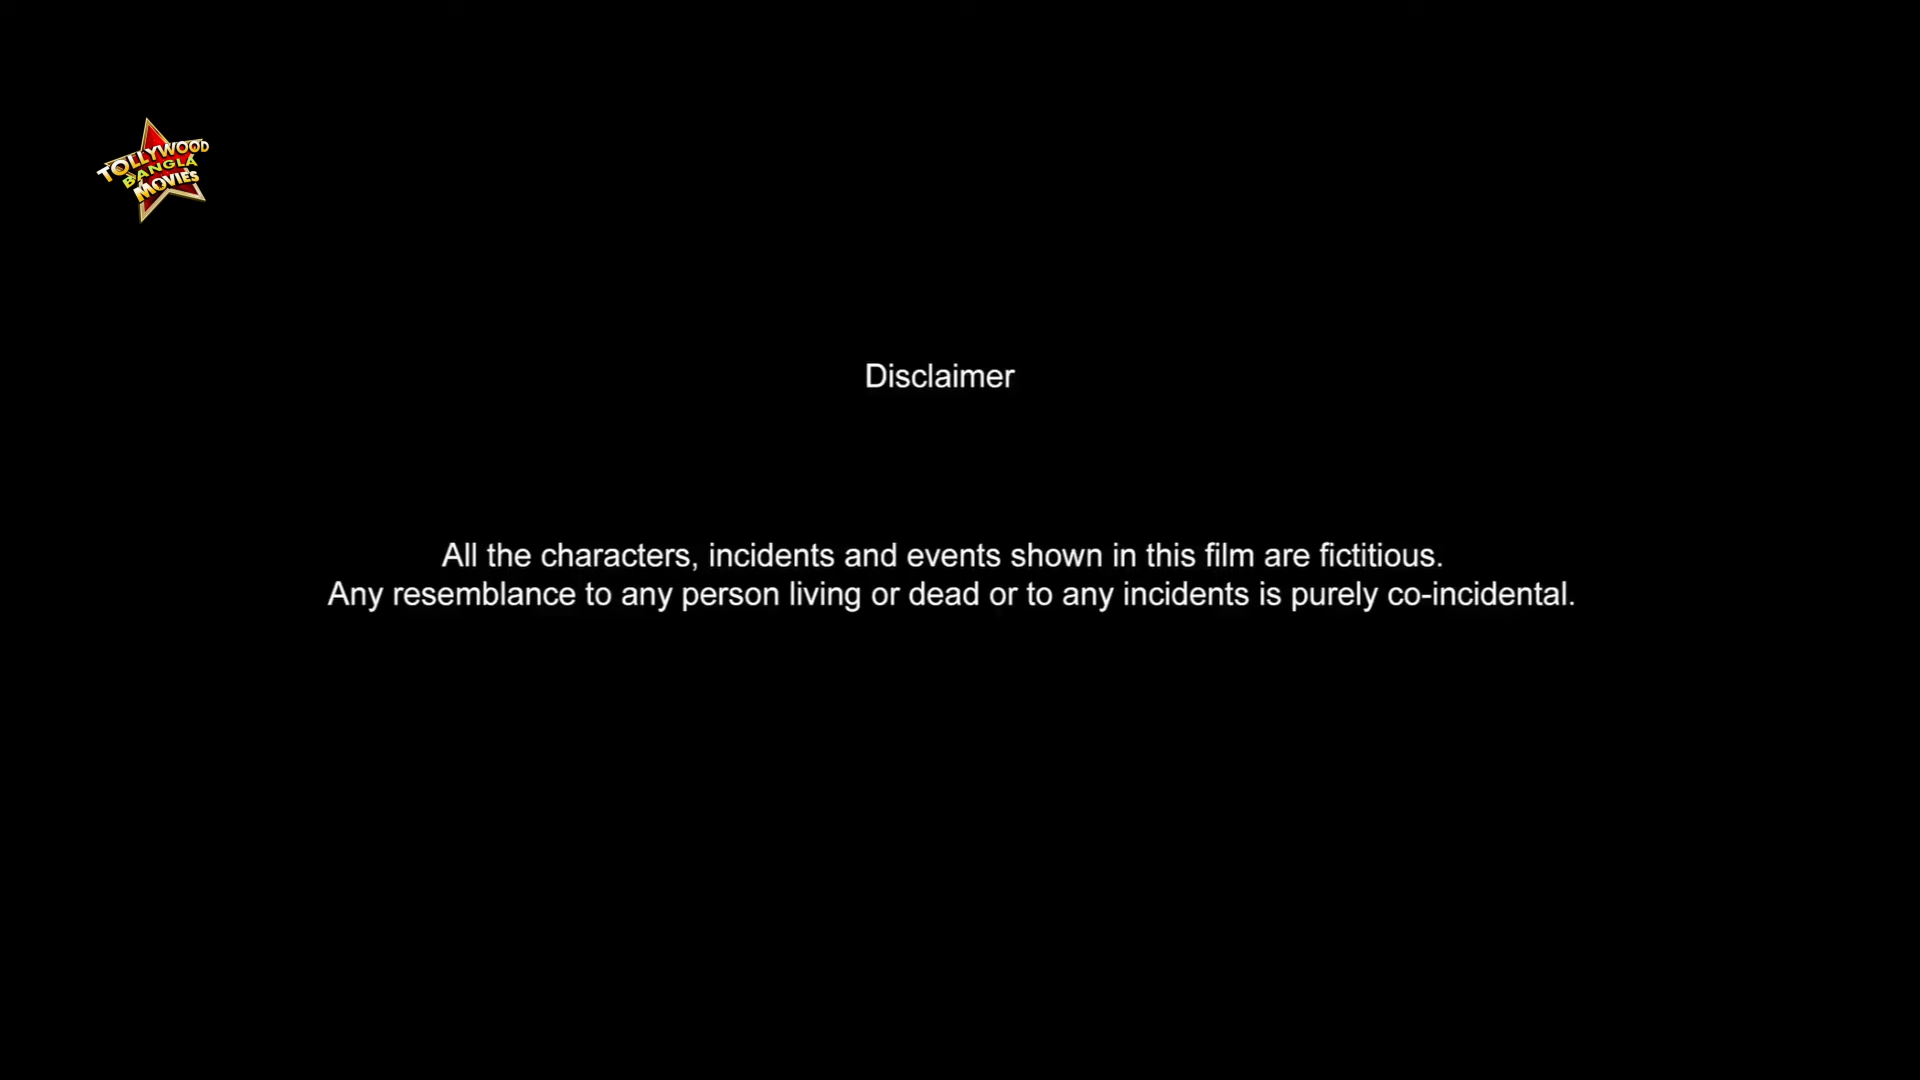 TOLLYWOOD
BANGLA
MOVIES
Disclaimer
All the characters, incidents and events shown in this film are fictitious.
Any resemblance to any person living or dead or to any incidents is purely co-incidental.